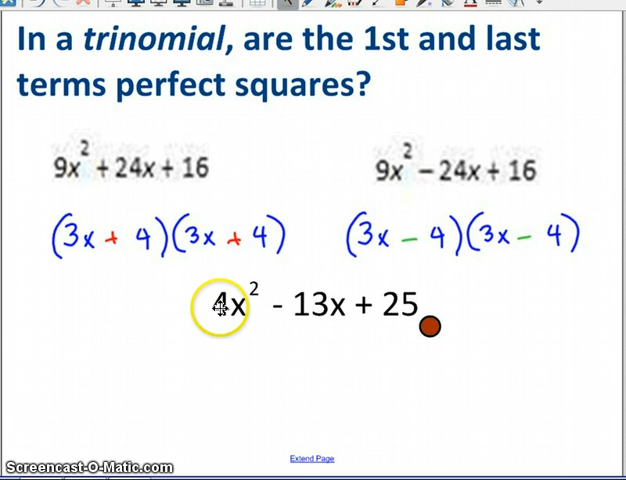 In a trinomial, are the 1st and last
terms perfect squares?
9x² + 24x + 16
9x² − 24x + 16
(3x + 4)(3x + 4)
(3x − 4)(3x − 4)
4x² - 13x + 25
Extend Page
Screencast-O-Matic.com